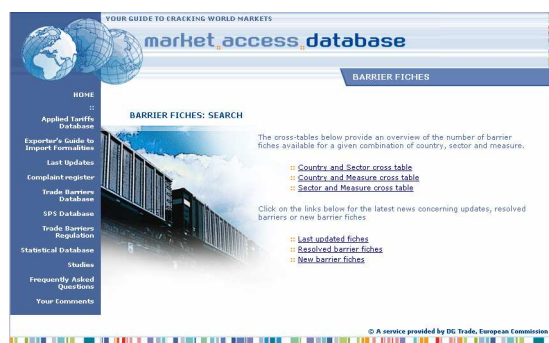 YOUR GUIDE TO CRACKING WORLD MARKETS
market access database
BARRIER FICHES
HOME
::
Applied Tariffs
Database
Exporter's Guide to
Import Formalities
Last Updates
Complaint register
Trade Barriers
Database
SPS Database
Trade Barriers
Regulation
Statistical Database
Studies
Frequently Asked
Questions
Your Comments
BARRIER FICHES: SEARCH
The cross-tables below provide an overview of the number of barrier
fiches available for a given combination of country, sector and measure.
:: Country and Sector cross table
:: Country and Measure cross table
:: Sector and Measure cross table
Click on the links below for the latest news concerning updates, resolved
barriers or new barrier fiches
:: Last updated fiches
:: Resolved barrier fiches
:: New barrier fiches
© A service provided by DG Trade, European Commission